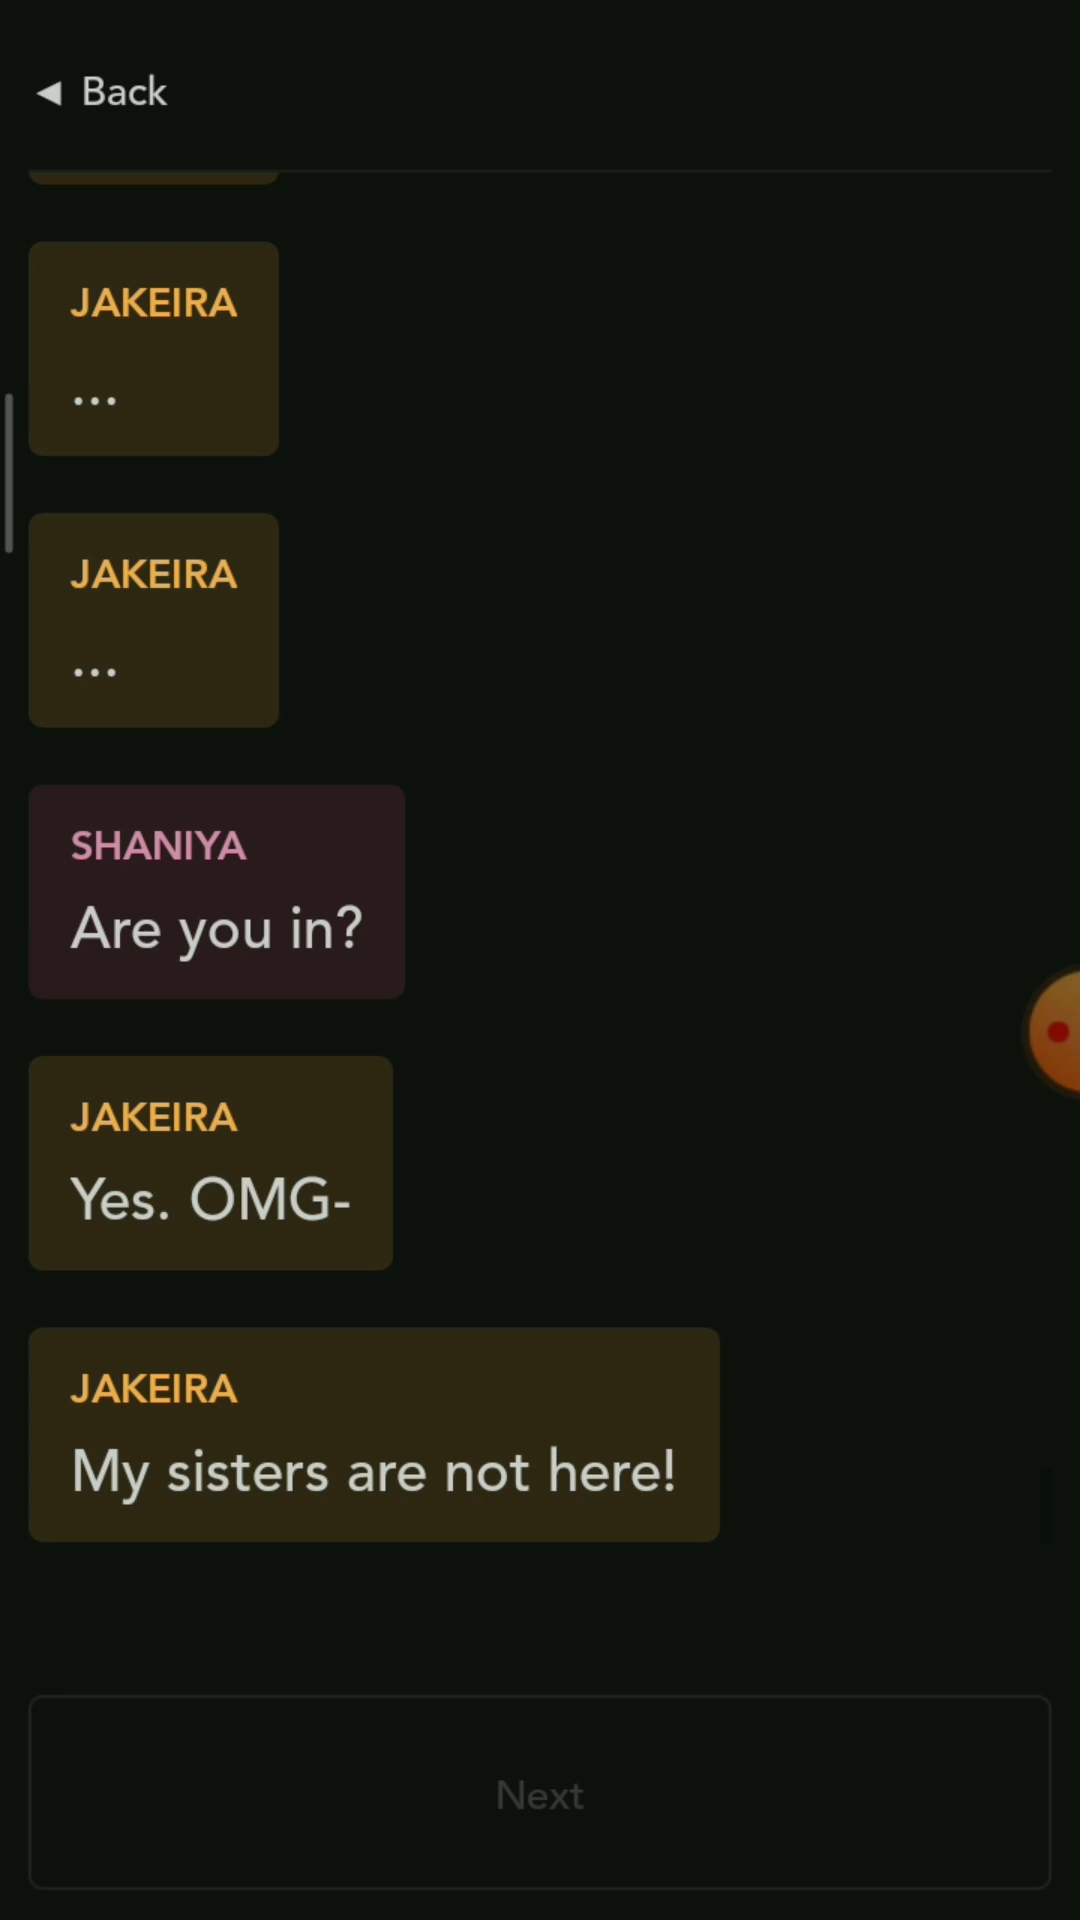 Back
JAKEIRA
...
JAKEIRA
...
SHANIYA
Are you in?
JAKEIRA
Yes. OMG-
JAKEIRA
My sisters are not here!
Next